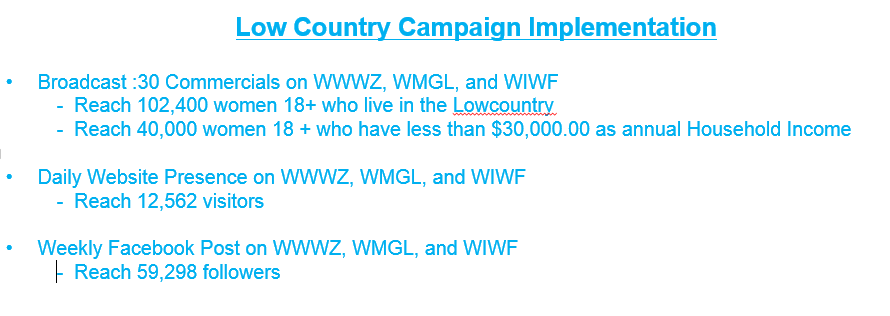 Low Country Campaign Implementation
• Broadcast :30 Commercials on WWWZ, WMGL, and WIWF
- Reach 102,400 women 18+ who live in the Lowcountry
- Reach 40,000 women 18 + who have less than $30,000.00 as annual Household Income
• Daily Website Presence on WWWZ, WMGL, and WIWF
- Reach 12,562 visitors
• Weekly Facebook Post on WWWZ, WMGL, and WIWF
- Reach 59,298 followers